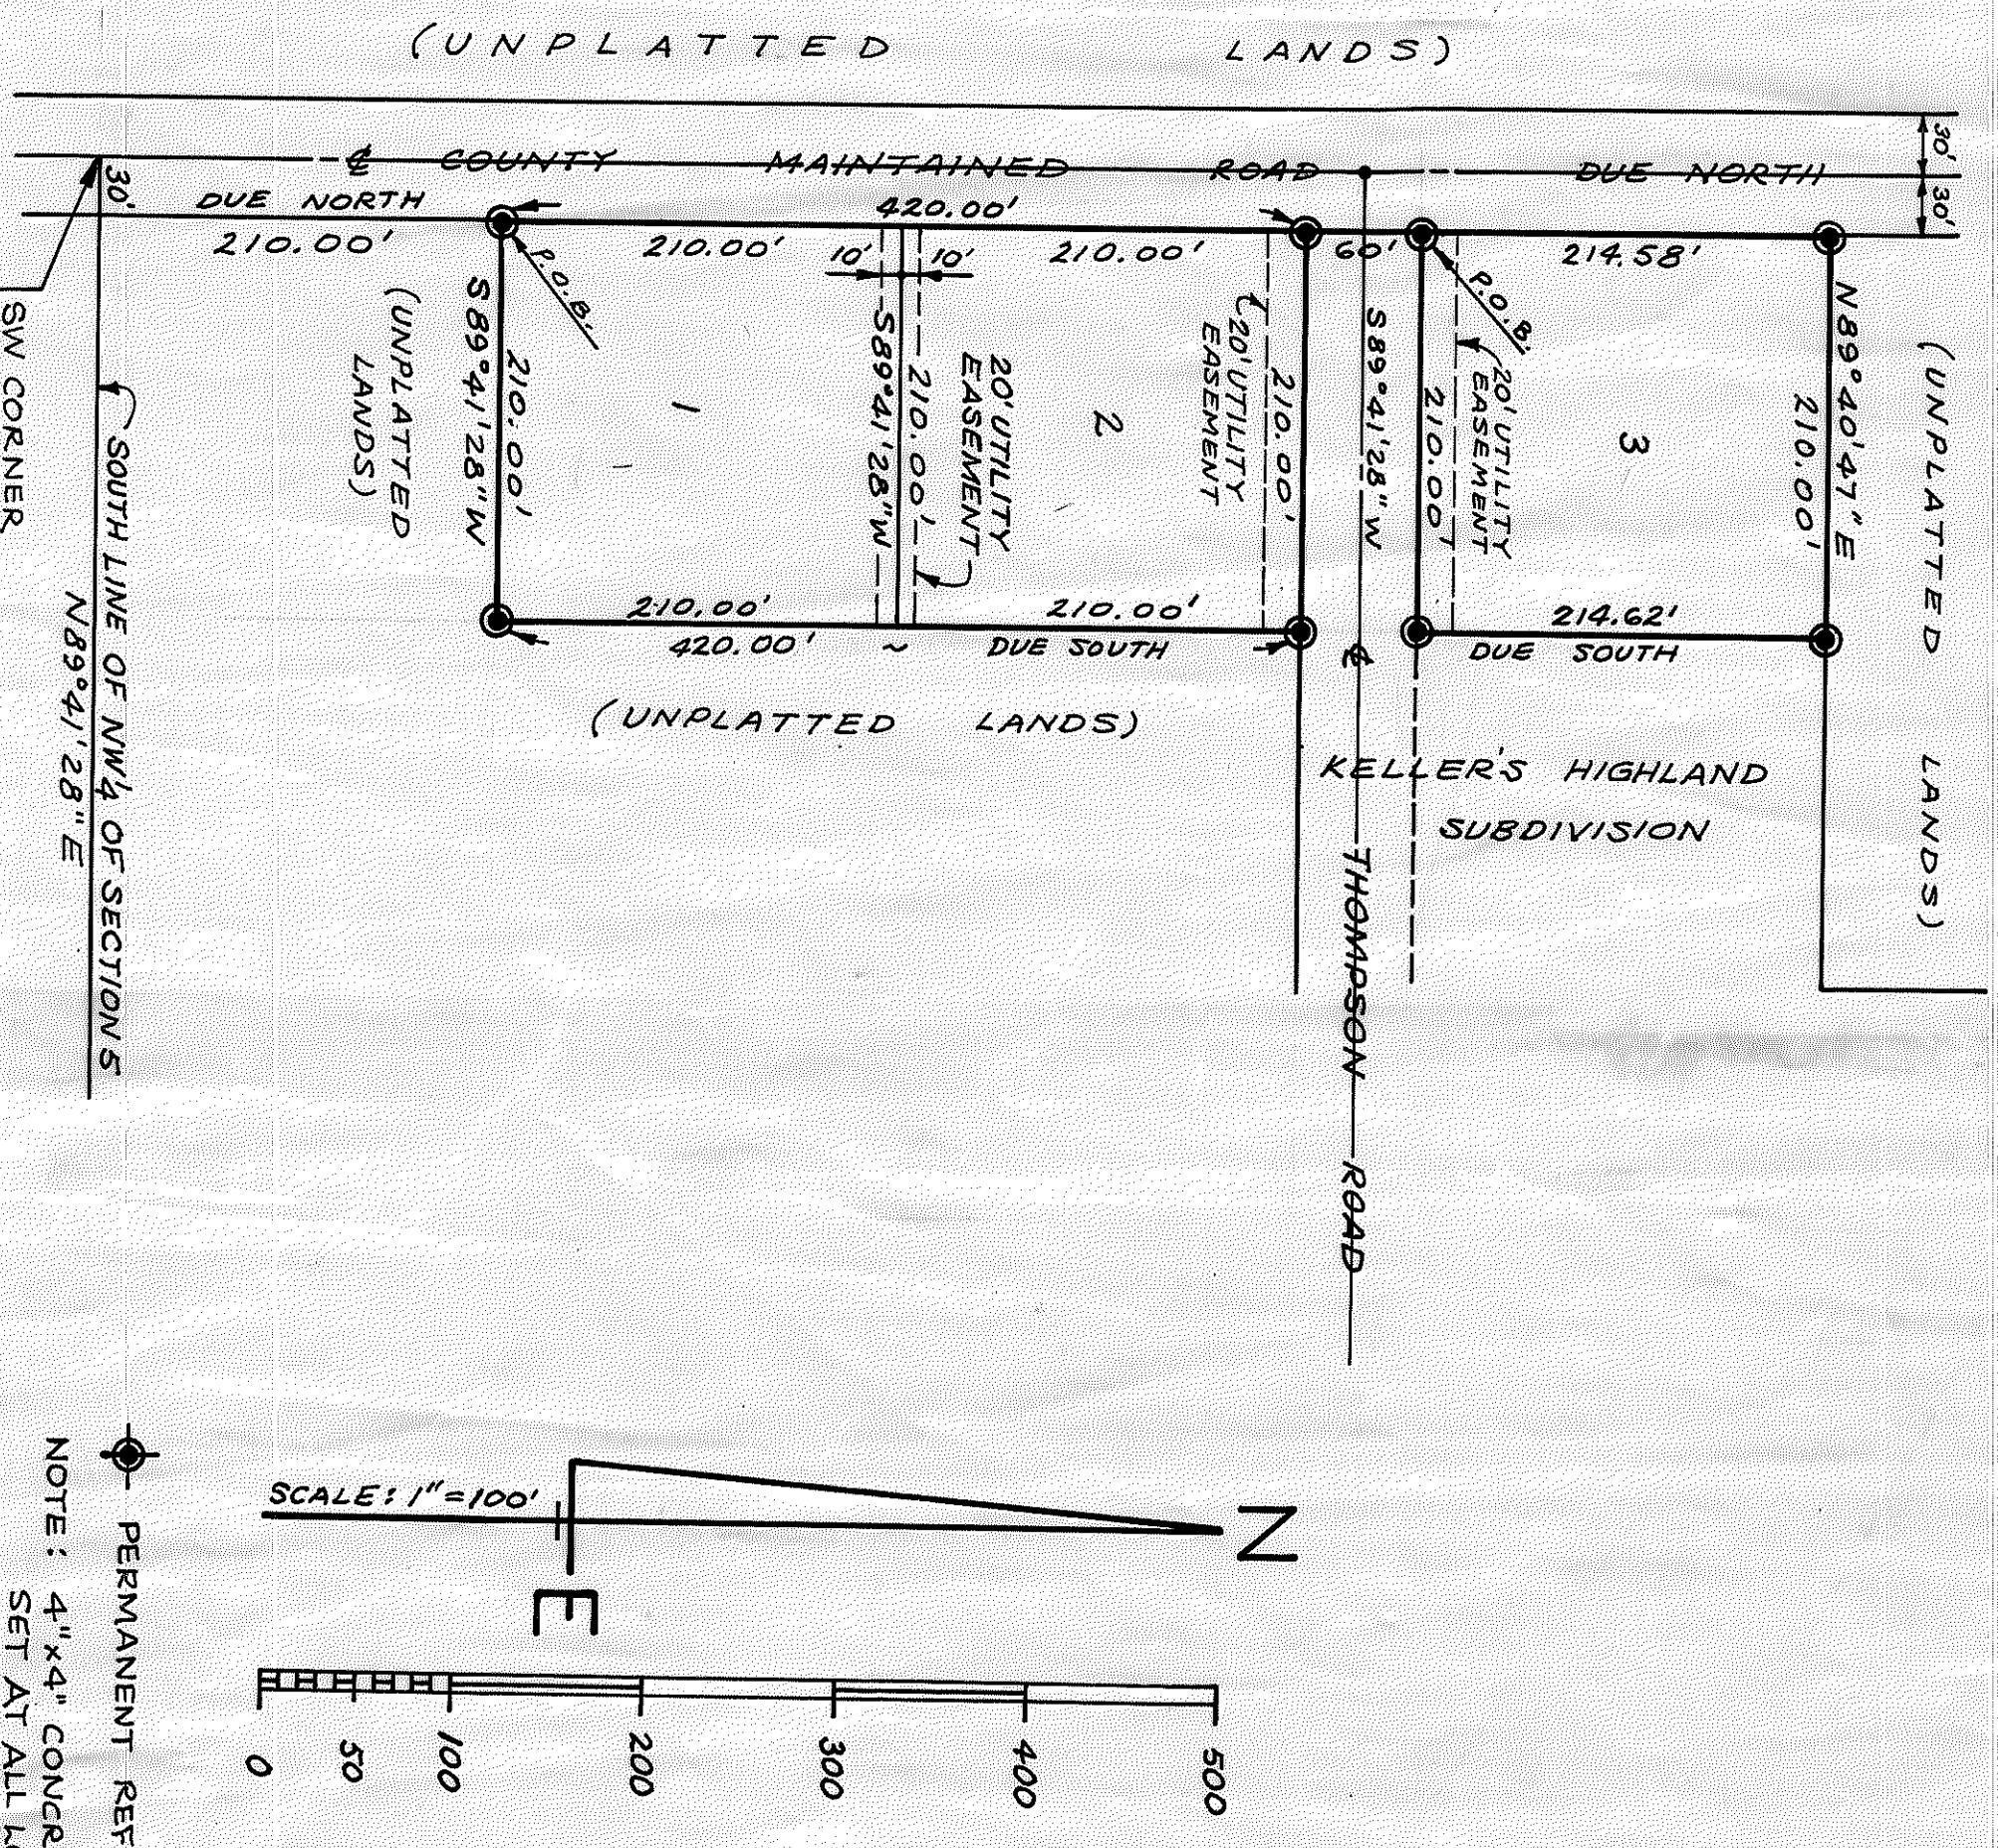 (UNPLATTED LANDS)
30'
30'
℄ COUNTY MAINTAINED ROAD DUE NORTH
30'
DUE NORTH
420.00'
210.00'
210.00'
10'
10'
210.00'
60'
214.58'
P.O.B.
P.O.B.
SW CORNER
SOUTH LINE OF NW¼ OF SECTION 5
N89°41'28"E
(UNPLATTED
LANDS)
S89°41'28"W
210.00'
1
S89°41'28"W
210.00'
20' UTILITY
EASEMENT
2
20' UTILITY
EASEMENT
210.00'
S89°41'28"W
210.00'
20' UTILITY
EASEMENT
3
210.00'
N89°40'47"E
(UNPLATTED LANDS)
210.00'
210.00'
420.00' ~ DUE SOUTH
℄
214.62'
DUE SOUTH
(UNPLATTED LANDS)
KELLER'S HIGHLAND
SUBDIVISION
THOMPSON ROAD
SCALE: 1"=100'
N
E
0 50 100 200 300 400 500
PERMANENT REF
NOTE: 4"x4" CONCR
SET AT ALL